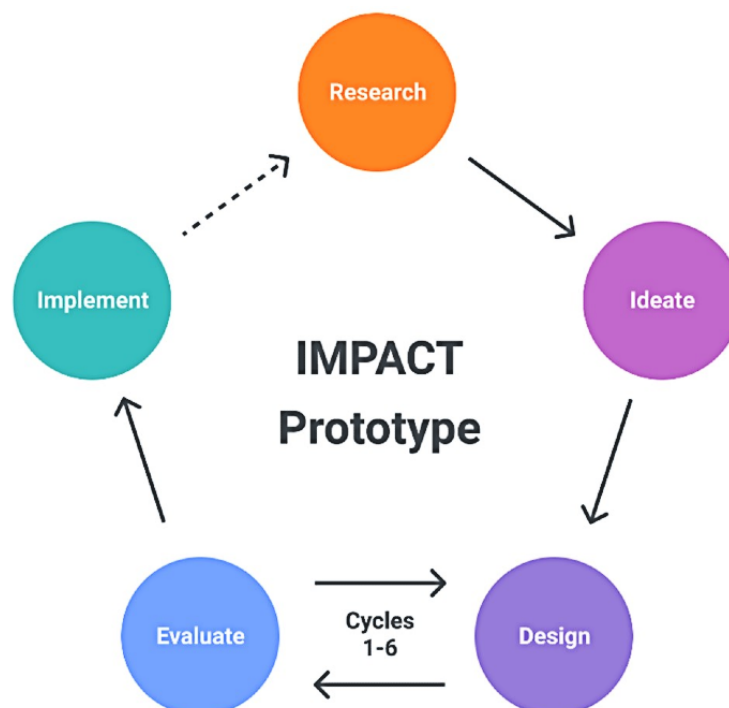 Research
Implement
Ideate
IMPACT
Prototype
Evaluate
Cycles
1-6
Design